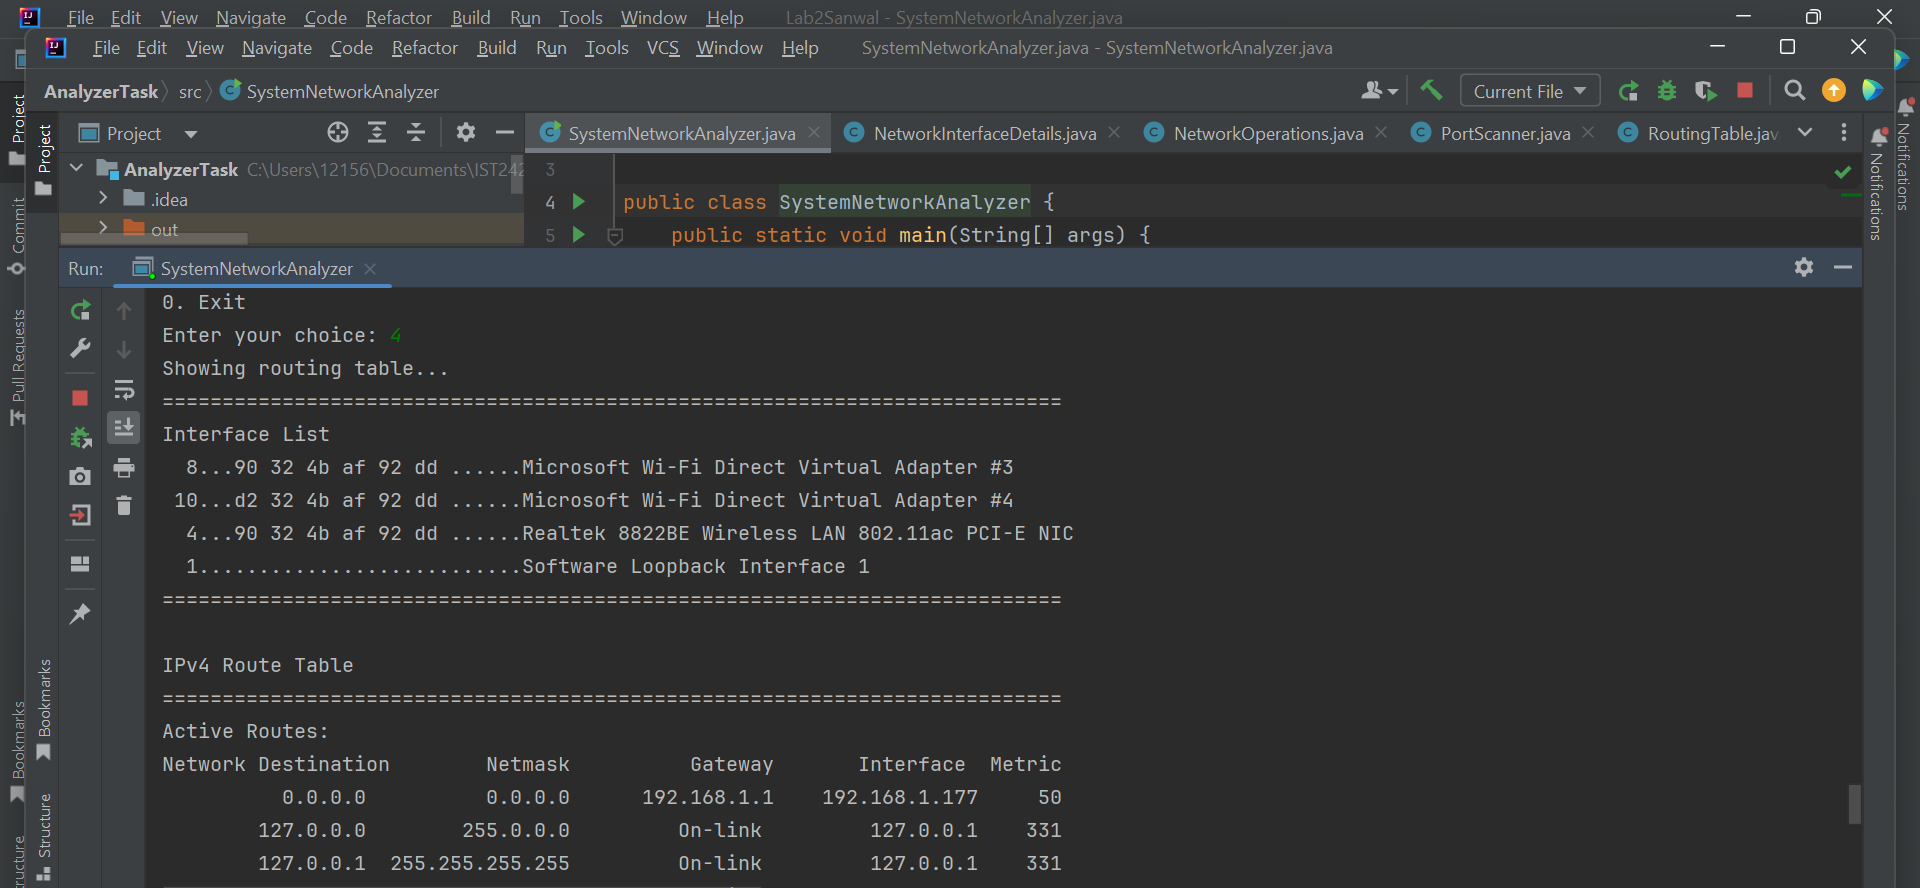 File Edit View Navigate Code Refactor Build Run Tools Window Help Lab2Sanwal - SystemNetworkAnalyzer.java
File Edit View Navigate Code Refactor Build Run Tools VCS Window Help SystemNetworkAnalyzer.java - SystemNetworkAnalyzer.java
AnalyzerTask src SystemNetworkAnalyzer Current File
Project SystemNetworkAnalyzer.java NetworkInterfaceDetails.java NetworkOperations.java PortScanner.java RoutingTable.jav
AnalyzerTask C:\Users\12156\Documents\IST242 3
.idea 4 public class SystemNetworkAnalyzer {
out 5 public static void main(String[] args) {
Run: SystemNetworkAnalyzer
0. Exit
Enter your choice: 4
Showing routing table...
===========================================================================
Interface List
8...90 32 4b af 92 dd ......Microsoft Wi-Fi Direct Virtual Adapter #3
10...d2 32 4b af 92 dd ......Microsoft Wi-Fi Direct Virtual Adapter #4
4...90 32 4b af 92 dd ......Realtek 8822BE Wireless LAN 802.11ac PCI-E NIC
1...........................Software Loopback Interface 1
===========================================================================
IPv4 Route Table
===========================================================================
Active Routes:
Network Destination Netmask Gateway Interface Metric
0.0.0.0 0.0.0.0 192.168.1.1 192.168.1.177 50
127.0.0.0 255.0.0.0 On-link 127.0.0.1 331
127.0.0.1 255.255.255.255 On-link 127.0.0.1 331
Project
Commit
Pull Requests
Bookmarks
ructure
Project
Bookmarks
Structure
Notifications
Notifications